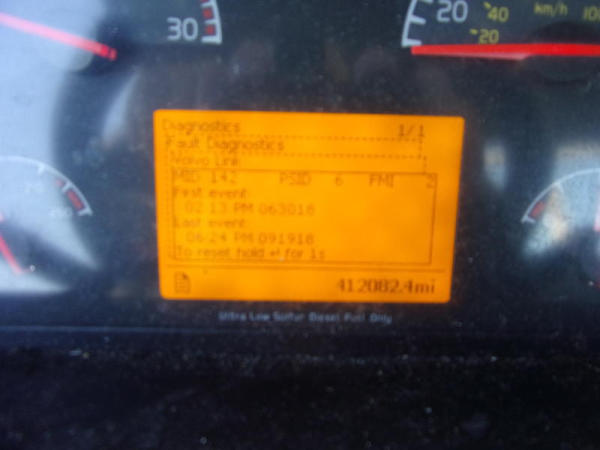 30
20
40
20
km/h
100
Diagnostics 1/1
Fault Diagnostics
Volvo Link
MID 142 PSID 6 FMI 2
First event
02:13 PM 063018
Last event
06:24 PM 091918
To reset hold ↵ for 1s
412082.4mi
Ultra Low Sulfur Diesel Fuel Only